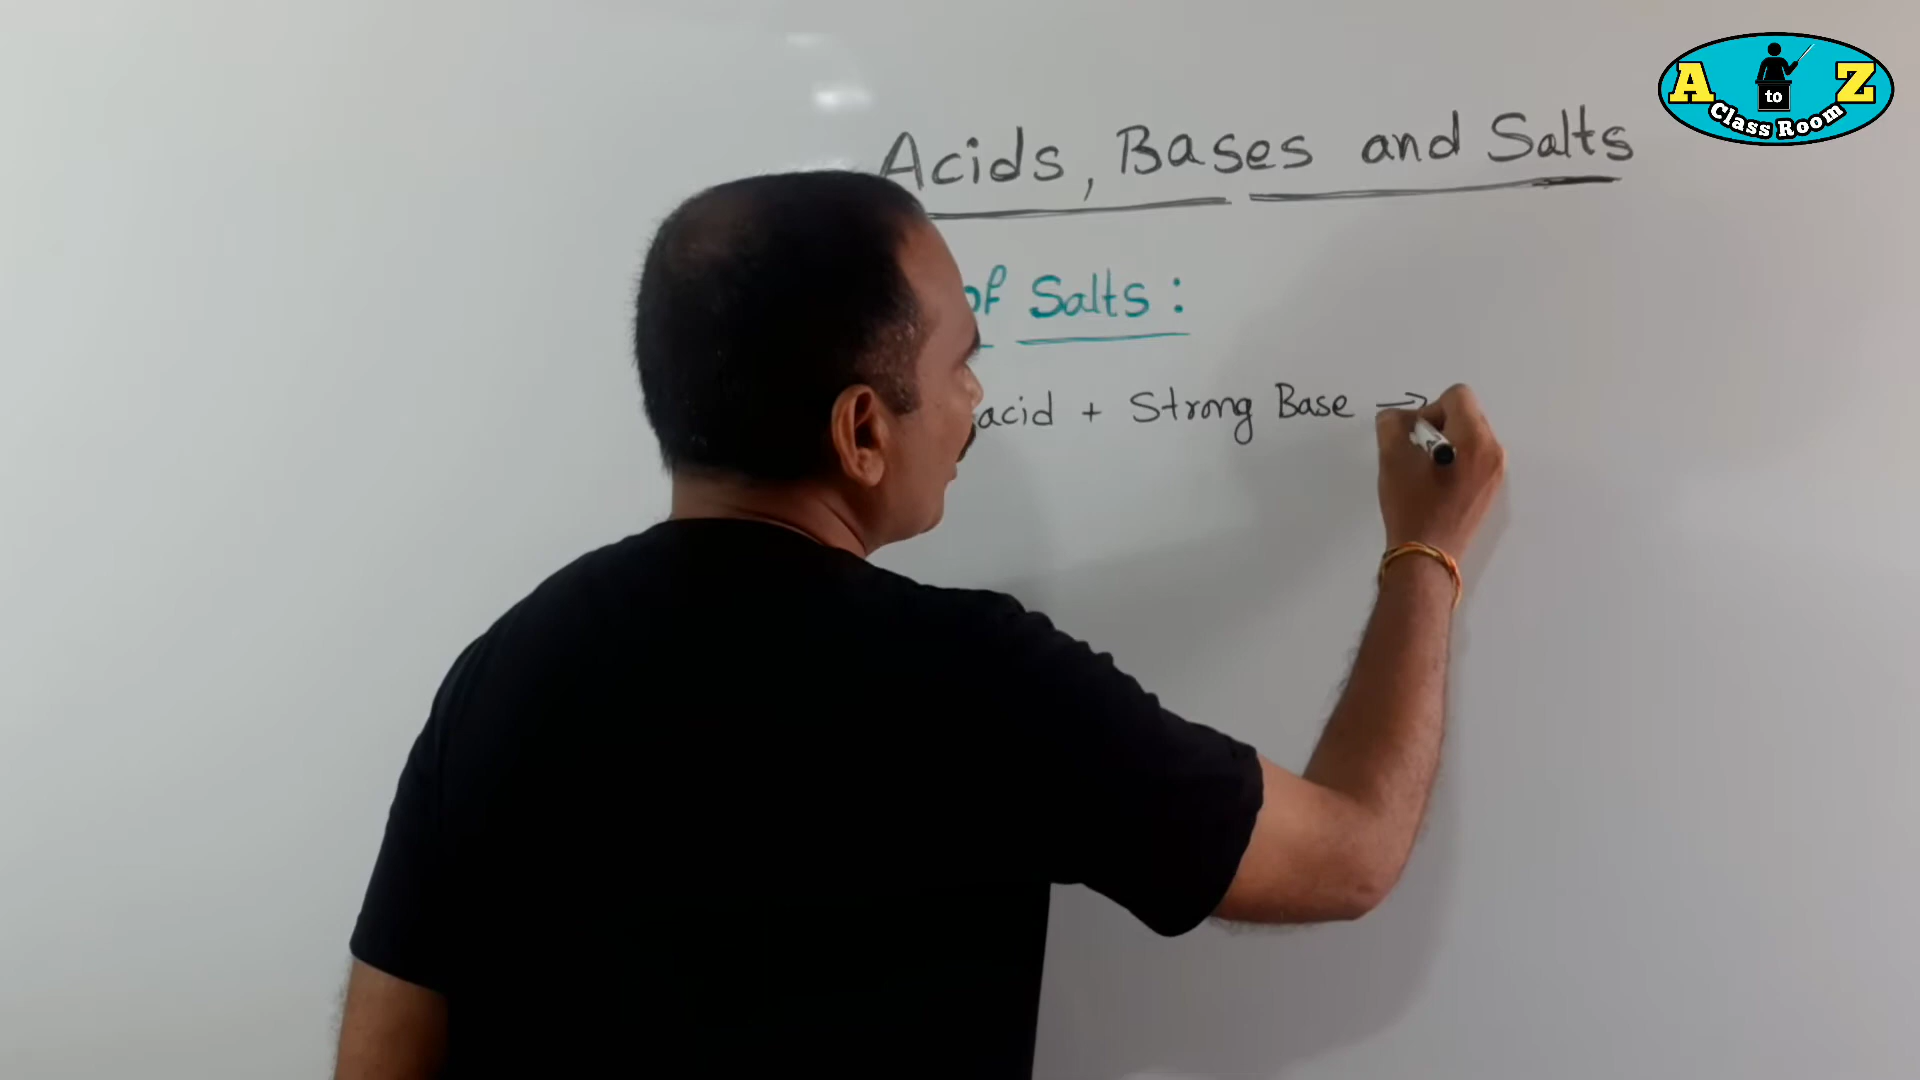 A to Z
Class Room
Acids, Bases and Salts
of Salts :
acid + Strong Base →